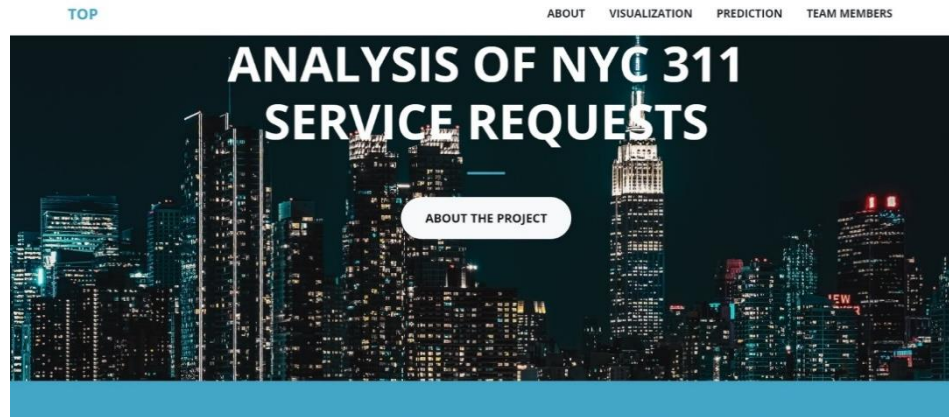 TOP ABOUT VISUALIZATION PREDICTION TEAM MEMBERS
ANALYSIS OF NYC 311
SERVICE REQUESTS
ABOUT THE PROJECT